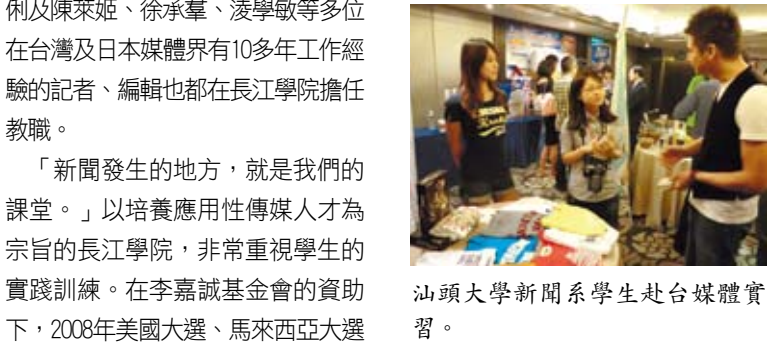 俐及陳萊姬、徐承羣、淩學敏等多位
在台灣及日本媒體界有10多年工作經
驗的記者、編輯也都在長江學院擔任
教職。
「新聞發生的地方，就是我們的
課堂。」以培養應用性傳媒人才為
宗旨的長江學院，非常重視學生的
實踐訓練。在李嘉誠基金會的資助
下，2008年美國大選、馬來西亞大選
汕頭大學新聞系學生赴台媒體實
習。